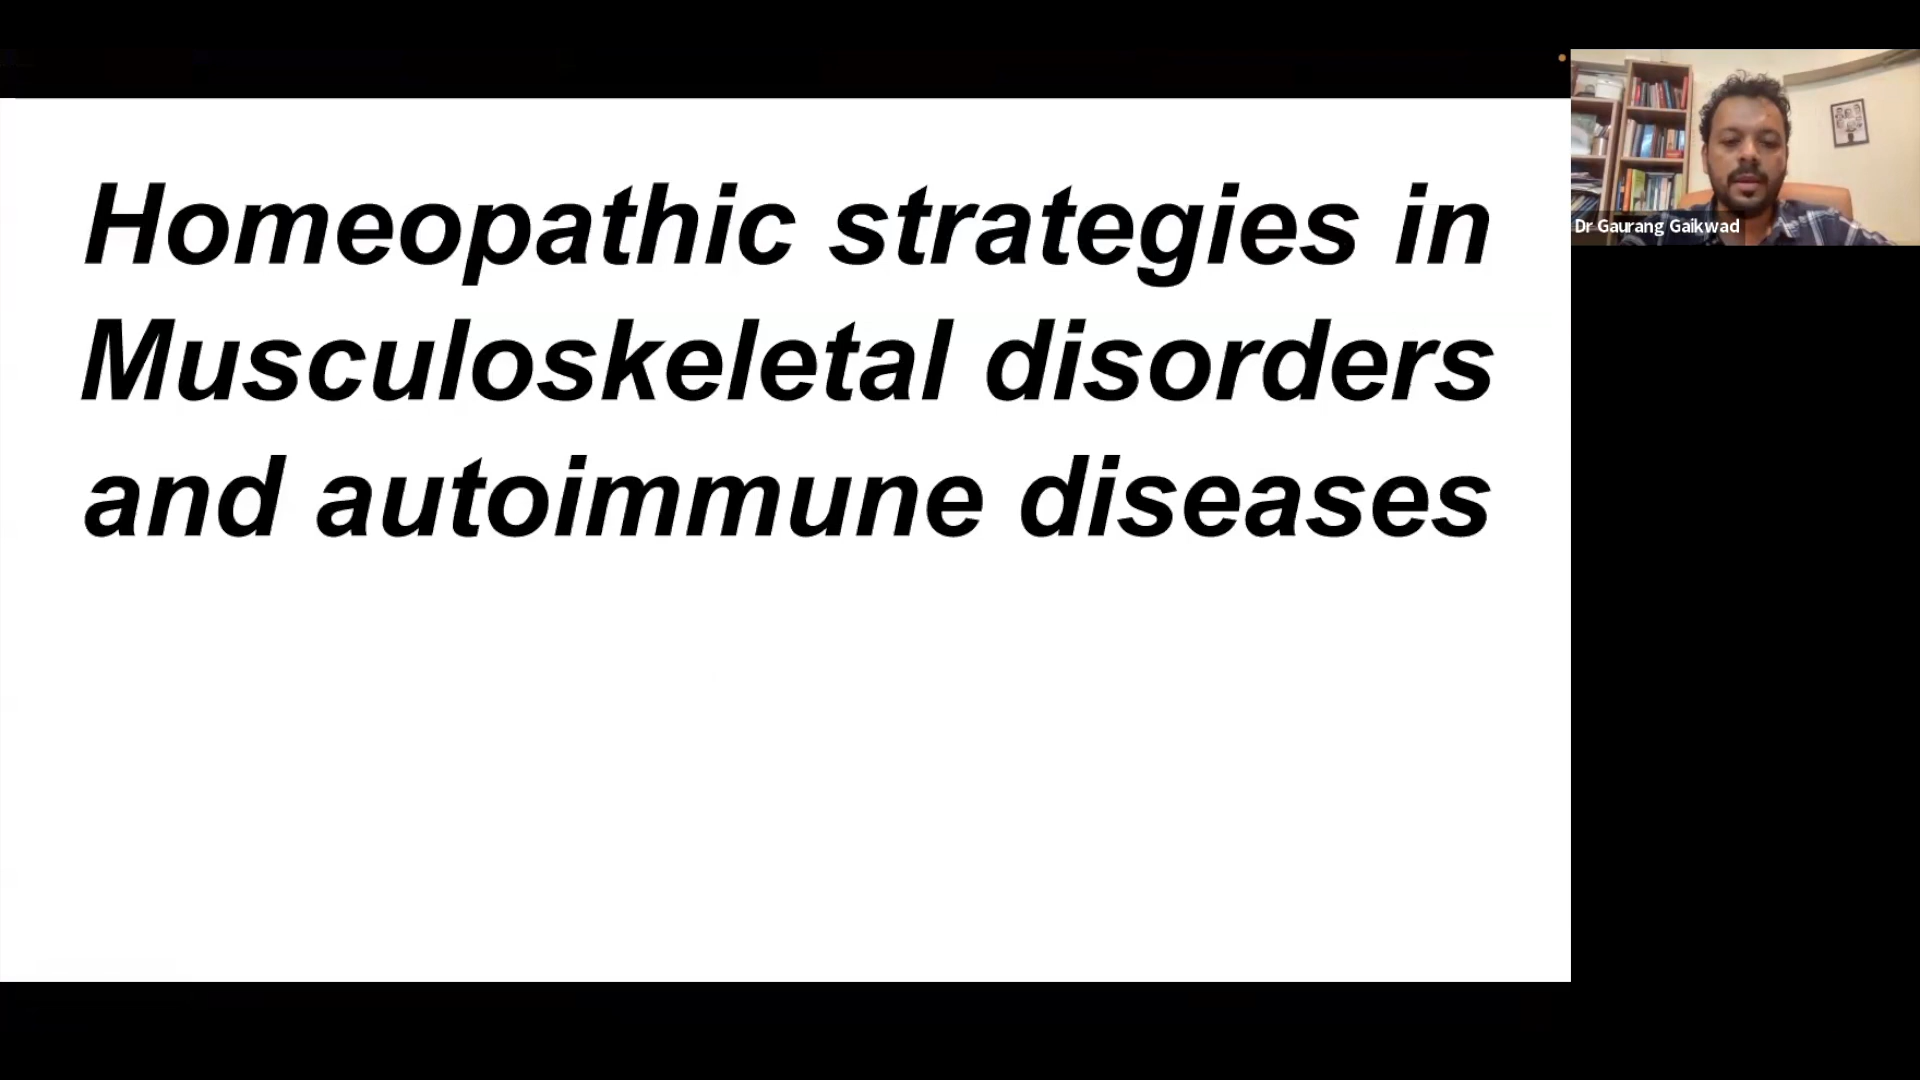 Homeopathic strategies in
Musculoskeletal disorders
and autoimmune diseases
Dr Gaurang Gaikwad